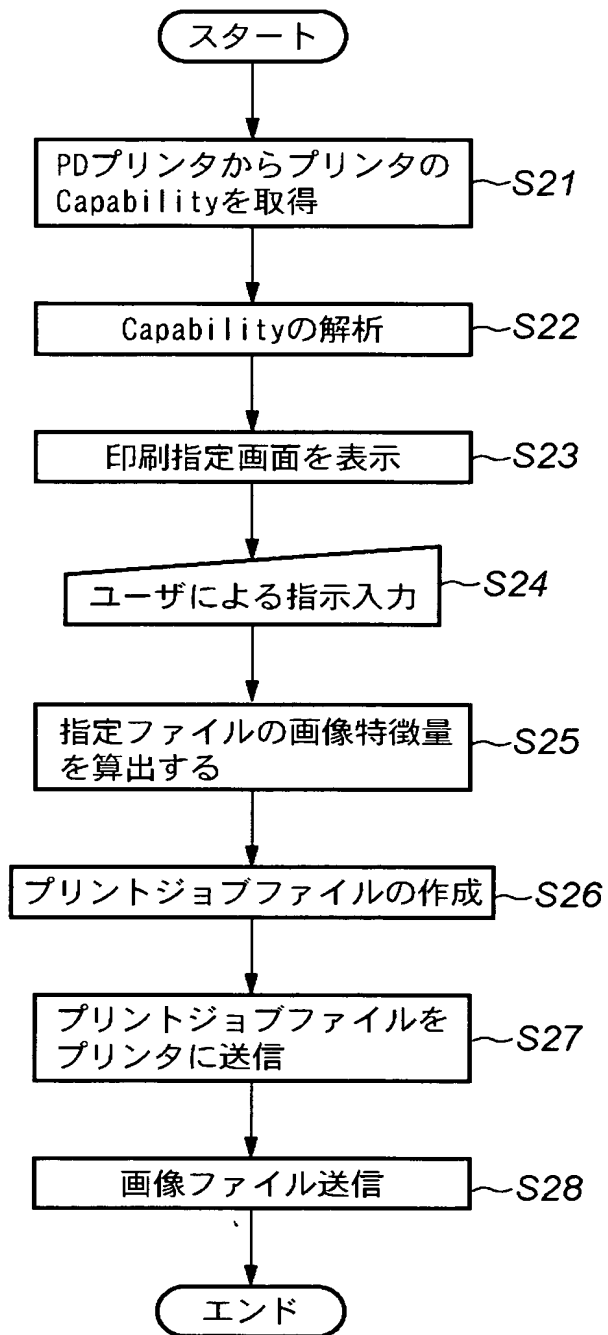 スタート
PDプリンタからプリンタの
Capabilityを取得
S21
Capabilityの解析
S22
印刷指定画面を表示
S23
ユーザによる指示入力
S24
指定ファイルの画像特徴量
を算出する
S25
プリントジョブファイルの作成
S26
プリントジョブファイルを
プリンタに送信
S27
画像ファイル送信
S28
エンド